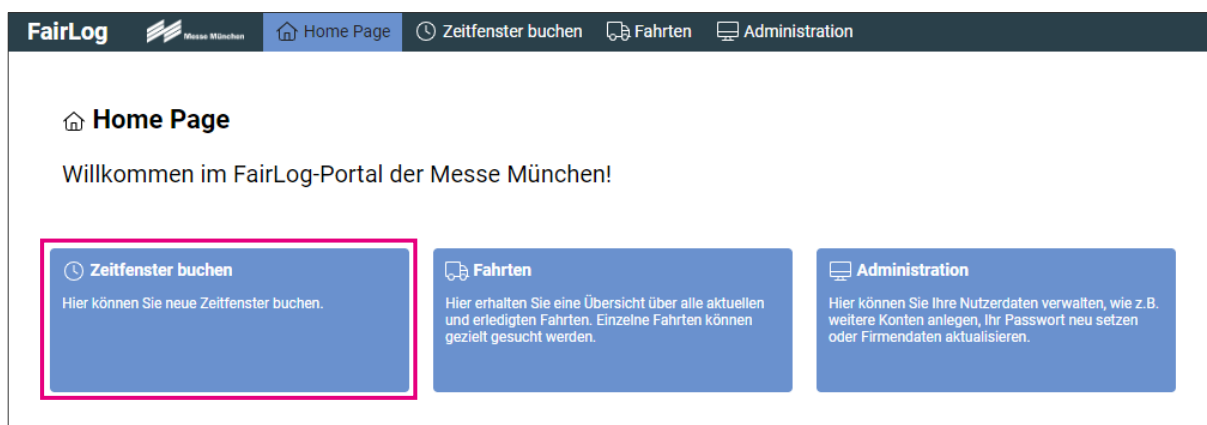 FairLog Messe München Home Page Zeitfenster buchen Fahrten Administration
Home Page
Willkommen im FairLog-Portal der Messe München!
Zeitfenster buchen
Hier können Sie neue Zeitfenster buchen.
Fahrten
Hier erhalten Sie eine Übersicht über alle aktuellen
und erledigten Fahrten. Einzelne Fahrten können
gezielt gesucht werden.
Administration
Hier können Sie Ihre Nutzerdaten verwalten, wie z.B.
weitere Konten anlegen, Ihr Passwort neu setzen
oder Firmendaten aktualisieren.